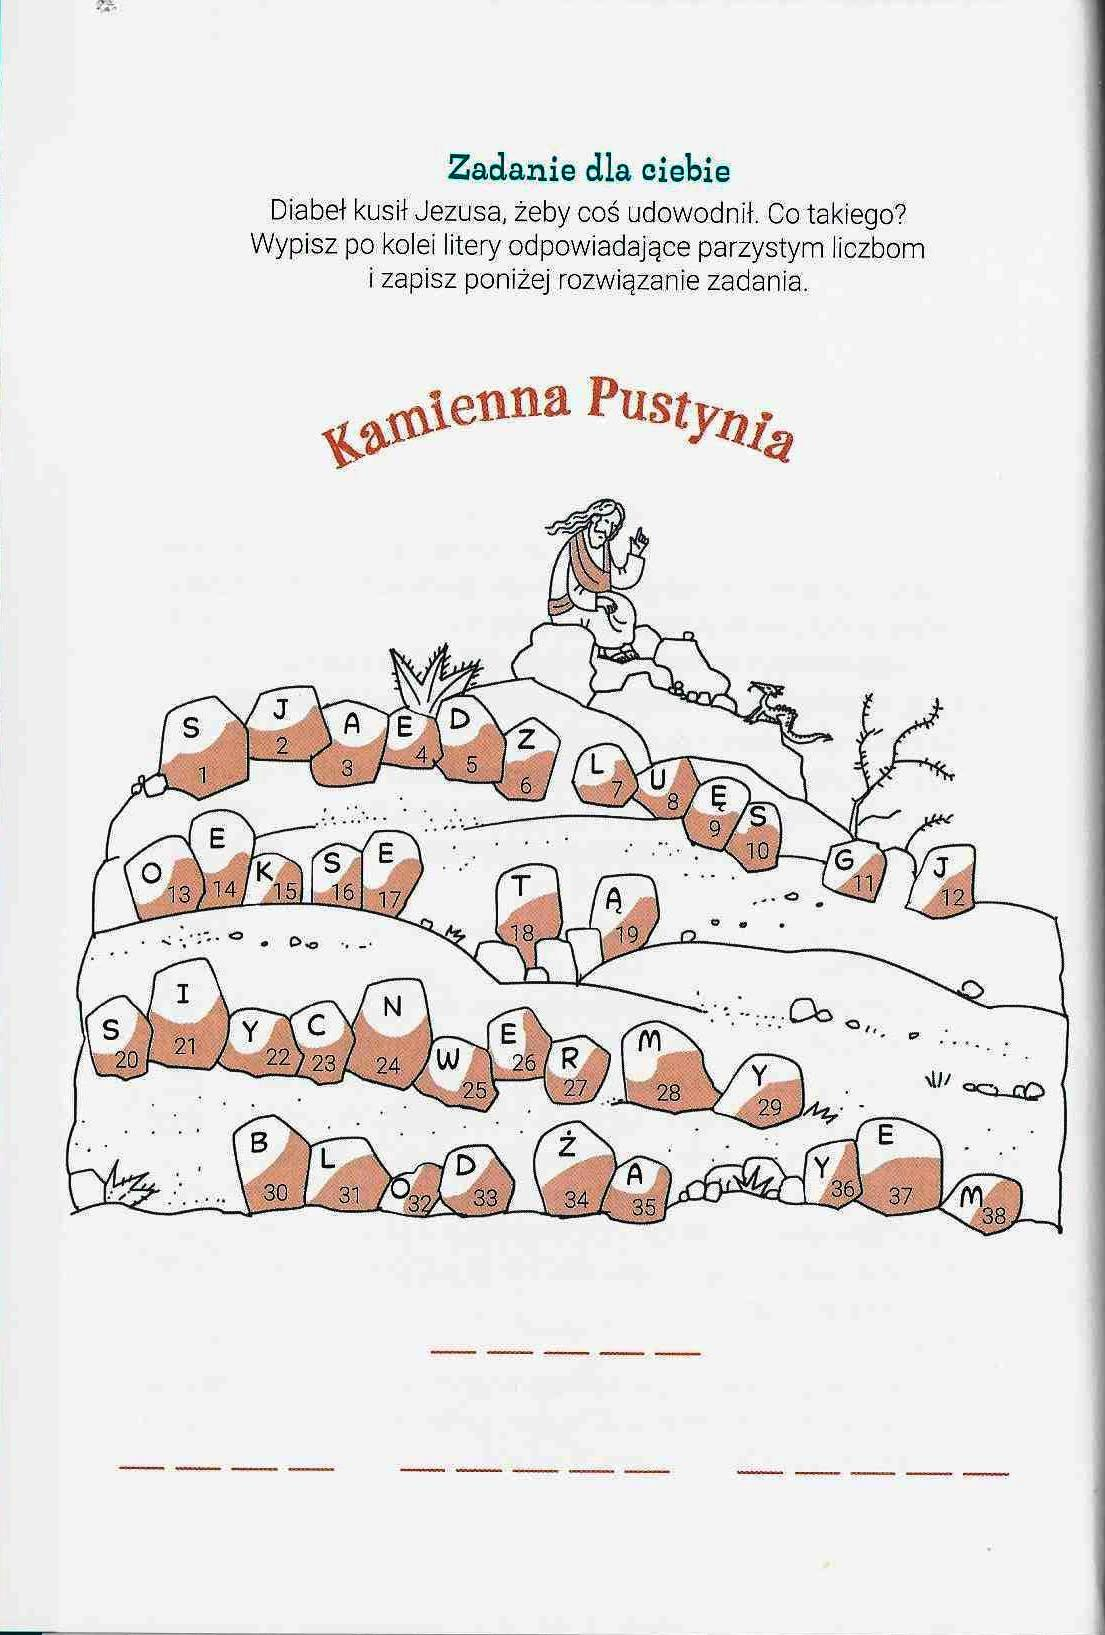 Zadanie dla ciebie
Diabeł kusił Jezusa, żeby coś udowodnił. Co takiego?
Wypisz po kolei litery odpowiadające parzystym liczbom
i zapisz poniżej rozwiązanie zadania.
Kamienna Pustynia
S J A E D Z L U Ę S G J
1 2 3 4 5 6 7 8 9 10 11 12
O E K S E T Ą
13 14 15 16 17 18 19
S I Y C N W E R M Y
20 21 22 23 24 25 26 27 28 29
B L O D Ż A Y E M
30 31 32 33 34 35 36 37 38